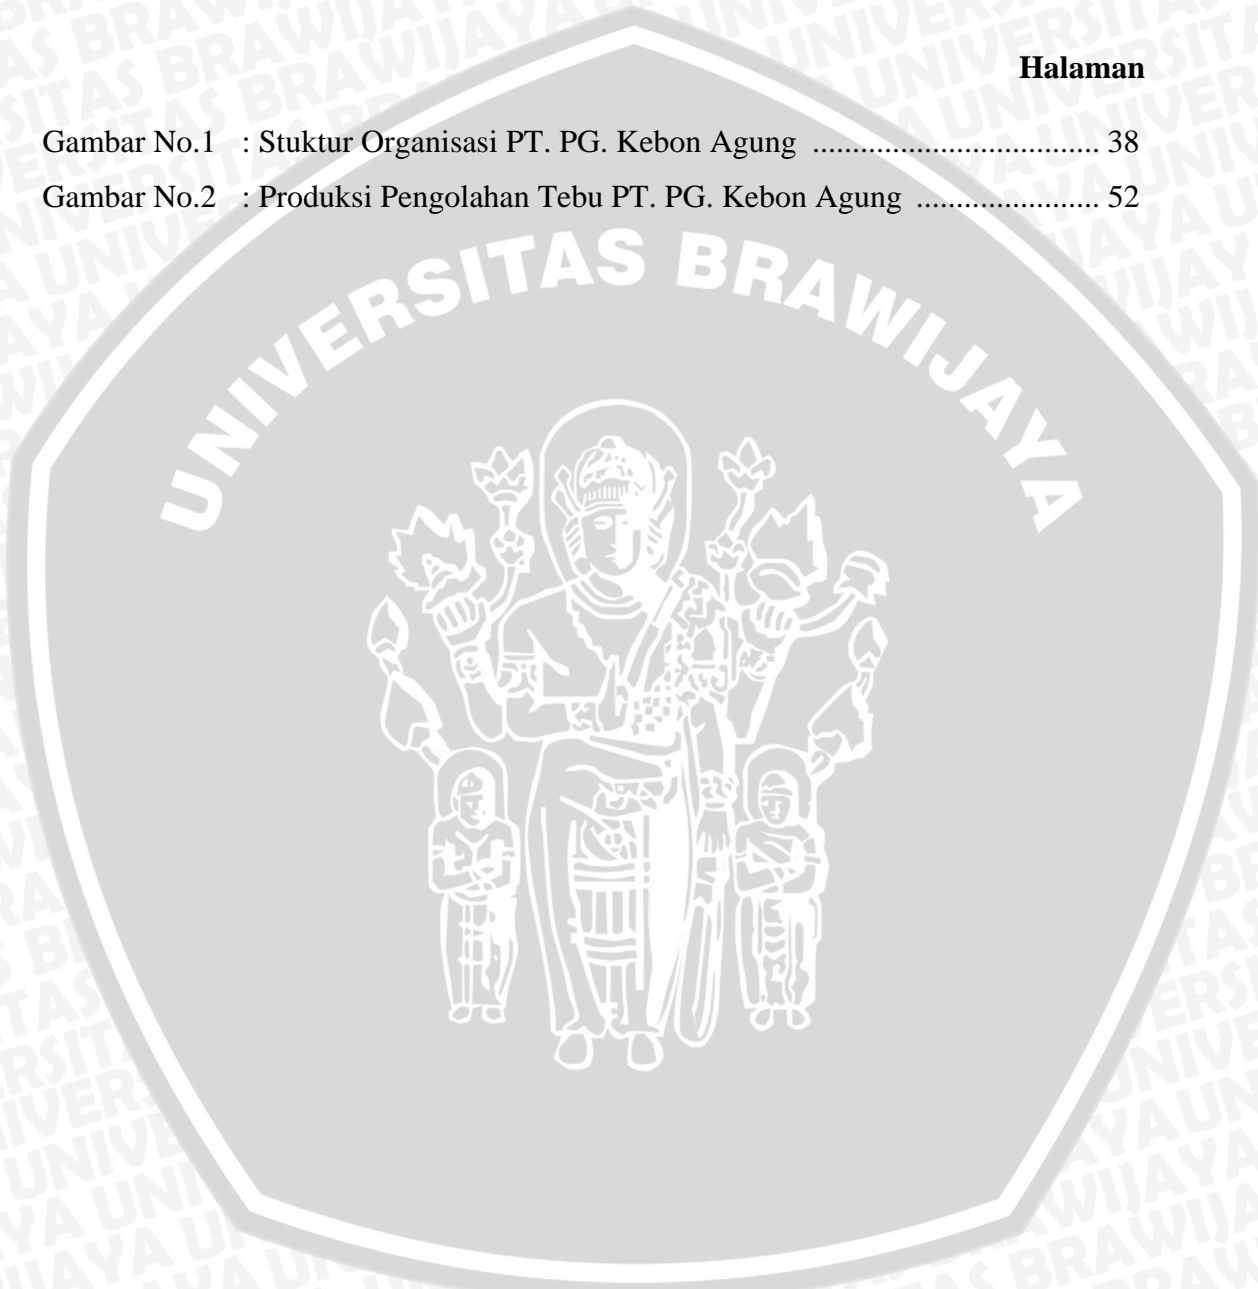 Halaman
Gambar No.1 : Stuktur Organisasi PT. PG. Kebon Agung .................................... 38
Gambar No.2 : Produksi Pengolahan Tebu PT. PG. Kebon Agung ....................... 52
UNIVERSITAS BRAWIJAYA